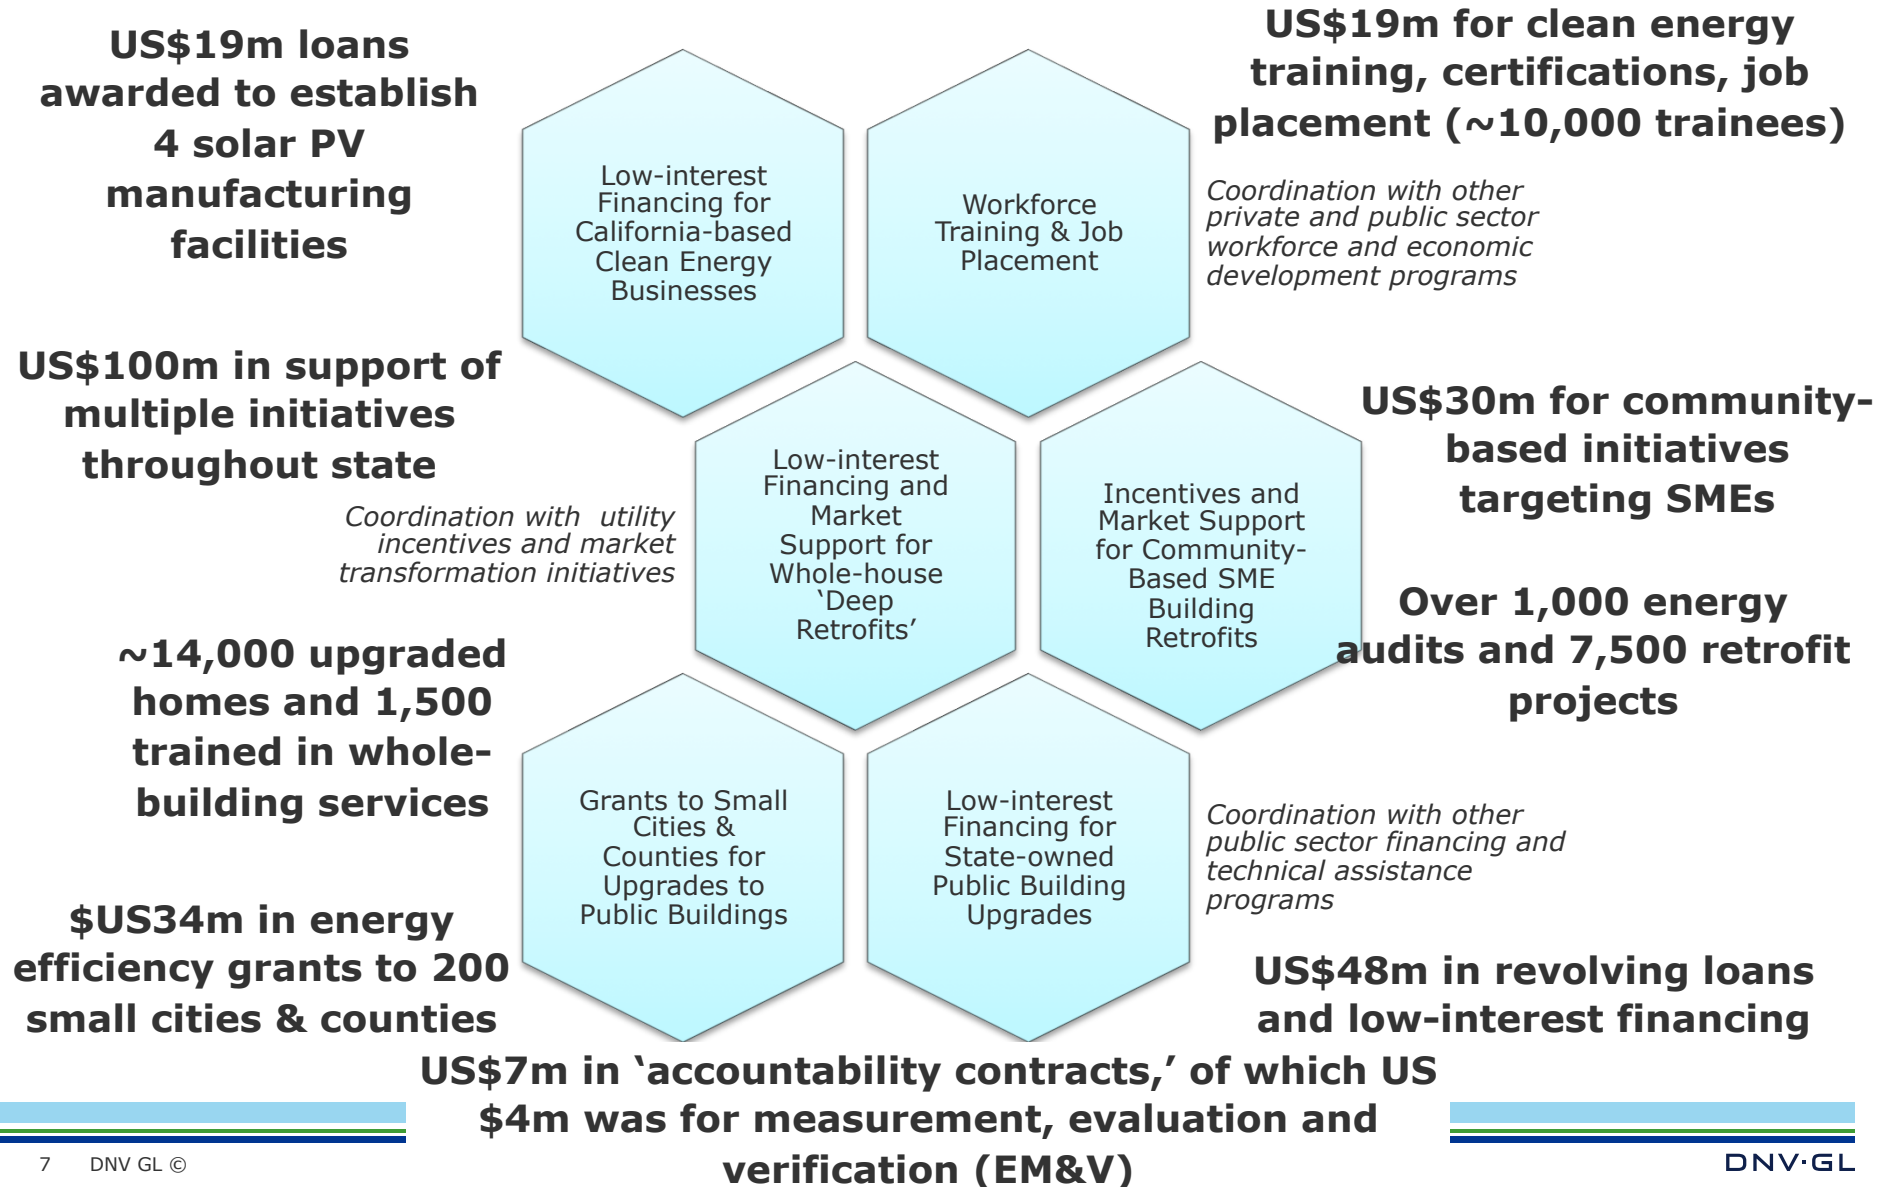 US$19m loans
awarded to establish
4 solar PV
manufacturing
facilities
Low-interest
Financing for
California-based
Clean Energy
Businesses
Workforce
Training & Job
Placement
US$19m for clean energy
training, certifications, job
placement (~10,000 trainees)
Coordination with other
private and public sector
workforce and economic
development programs
US$100m in support of
multiple initiatives
throughout state
Coordination with  utility
incentives and market
transformation initiatives
~14,000 upgraded
homes and 1,500
trained in whole-
building services
Low-interest
Financing and
Market
Support for
Whole-house
‘Deep
Retrofits’
Incentives and
Market Support
for Community-
Based SME
Building
Retrofits
US$30m for community-
based initiatives
targeting SMEs
Over 1,000 energy
audits and 7,500 retrofit
projects
$US34m in energy
efficiency grants to 200
small cities & counties
Grants to Small
Cities &
Counties for
Upgrades to
Public Buildings
Low-interest
Financing for
State-owned
Public Building
Upgrades
Coordination with other
public sector financing and
technical assistance
programs
US$48m in revolving loans
and low-interest financing
US$7m in ‘accountability contracts,’ of which US
$4m was for measurement, evaluation and
verification (EM&V)
7 DNV GL ©
DNV·GL